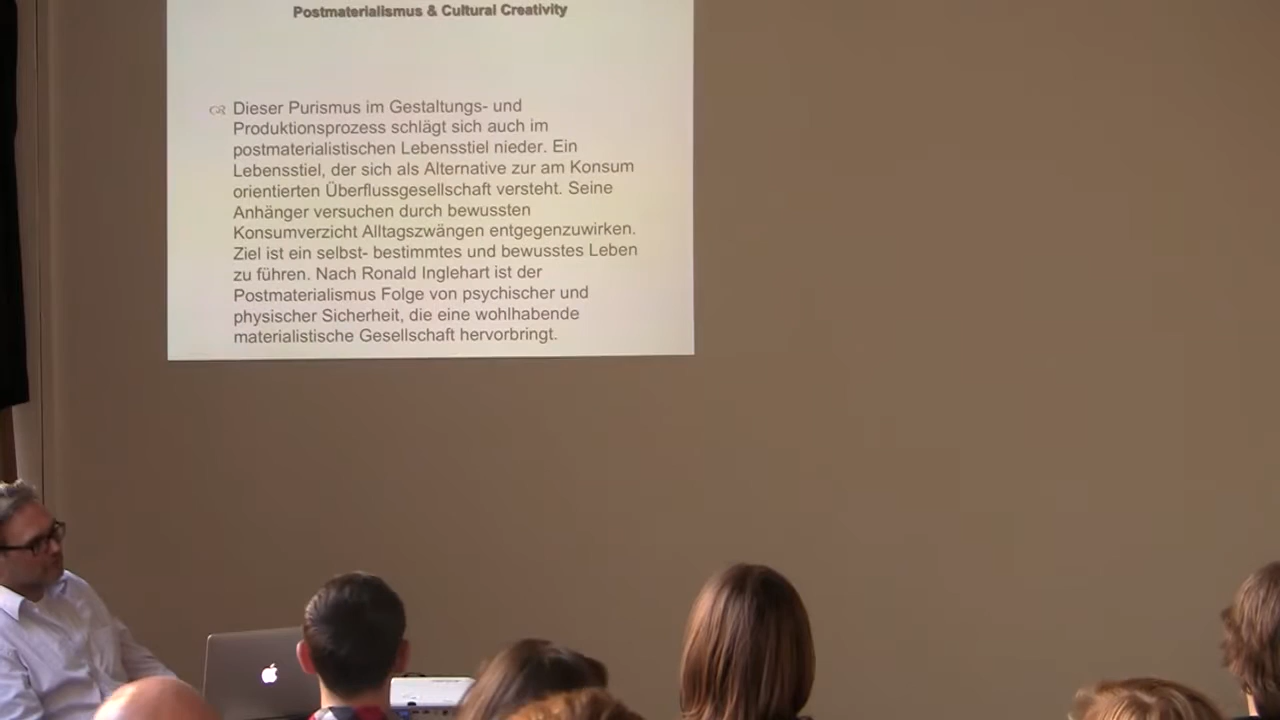 Postmaterialismus & Cultural Creativity
Dieser Purismus im Gestaltungs- und
Produktionsprozess schlägt sich auch im
postmaterialistischen Lebensstiel nieder. Ein
Lebensstiel, der sich als Alternative zur am Konsum
orientierten Überflussgesellschaft versteht. Seine
Anhänger versuchen durch bewussten
Konsumverzicht Alltagszwängen entgegenzuwirken.
Ziel ist ein selbst- bestimmtes und bewusstes Leben
zu führen. Nach Ronald Inglehart ist der
Postmaterialismus Folge von psychischer und
physischer Sicherheit, die eine wohlhabende
materialistische Gesellschaft hervorbringt.